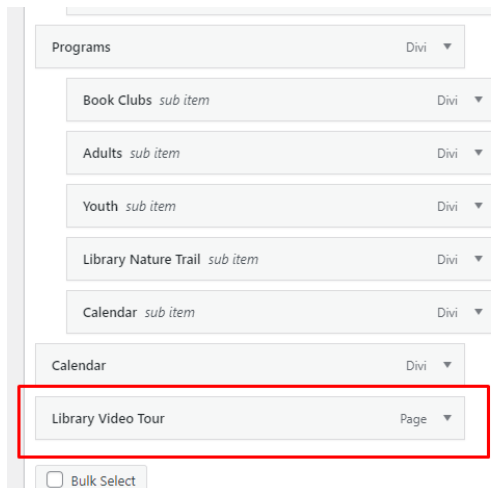 Programs Divi
Book Clubs sub item Divi
Adults sub item Divi
Youth sub item Divi
Library Nature Trail sub item Divi
Calendar sub item Divi
Calendar Divi
Library Video Tour Page
Bulk Select